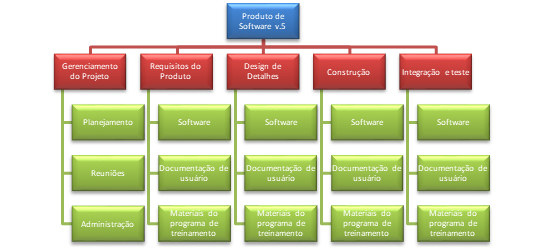 Produto de
Software v.5
Gerenciamento
do Projeto
Requisitos do
Produto
Design de
Detalhes
Construção
Integração e teste
Planejamento
Software
Software
Software
Software
Reuniões
Documentação de
usuário
Documentação de
usuário
Documentação de
usuário
Documentação de
usuário
Administração
Materiais do
programa de
treinamento
Materiais do
programa de
treinamento
Materiais do
programa de
treinamento
Materiais do
programa de
treinamento